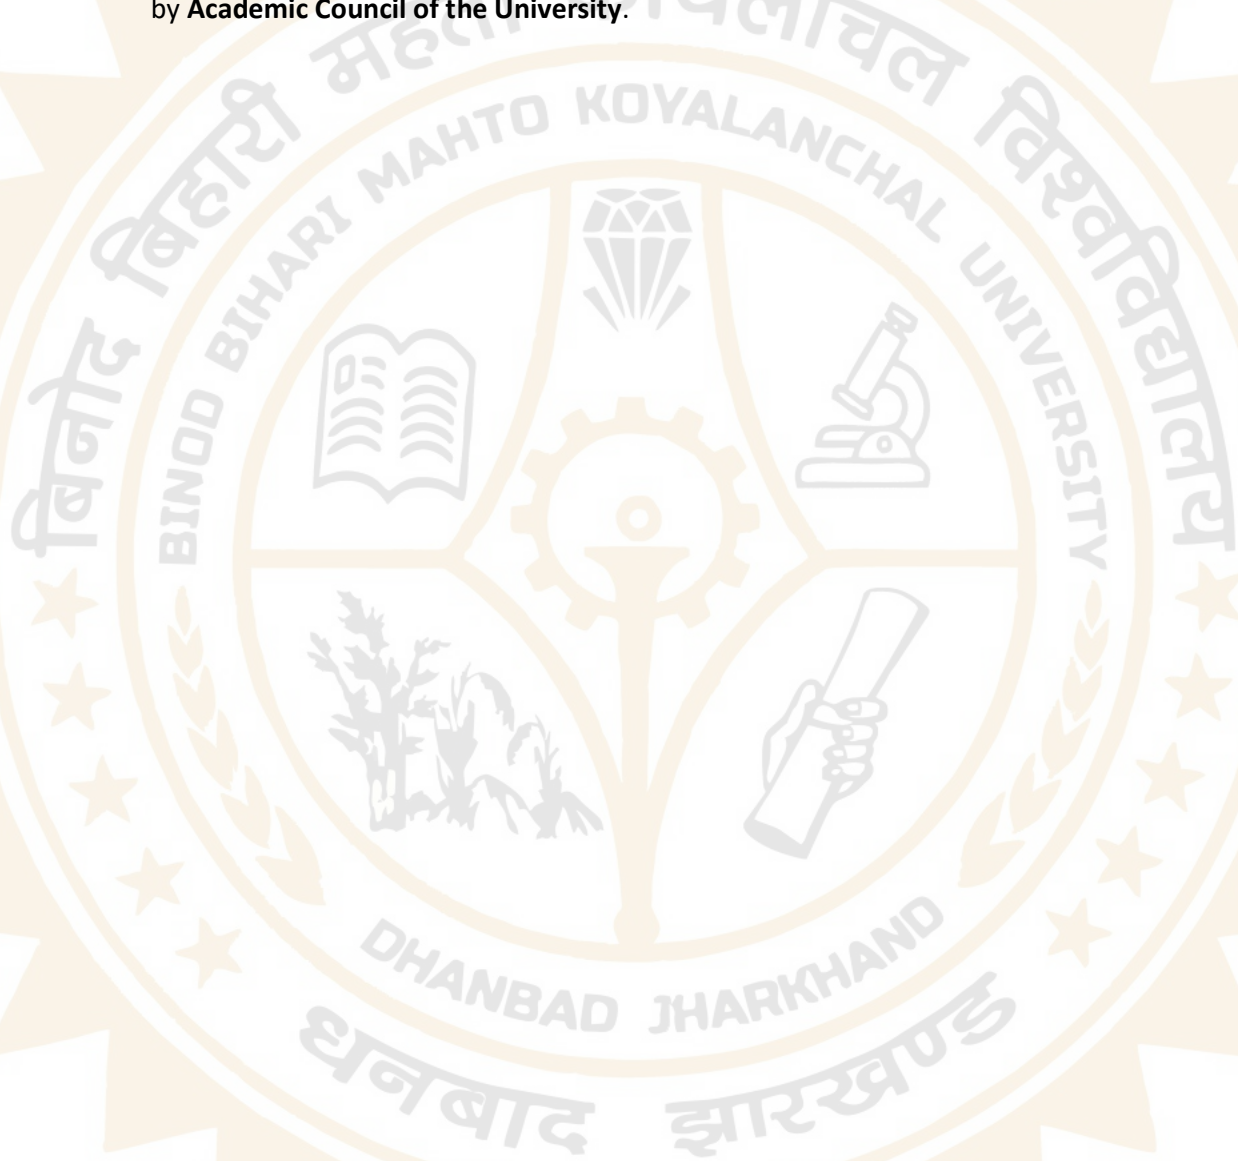 by Academic Council of the University.
बिनोद बिहारी महतो कोयलांचल विश्वविद्यालय
BINOD BIHARI MAHTO KOYALANCHAL UNIVERSITY
DHANBAD JHARKHAND
धनबाद झारखण्ड